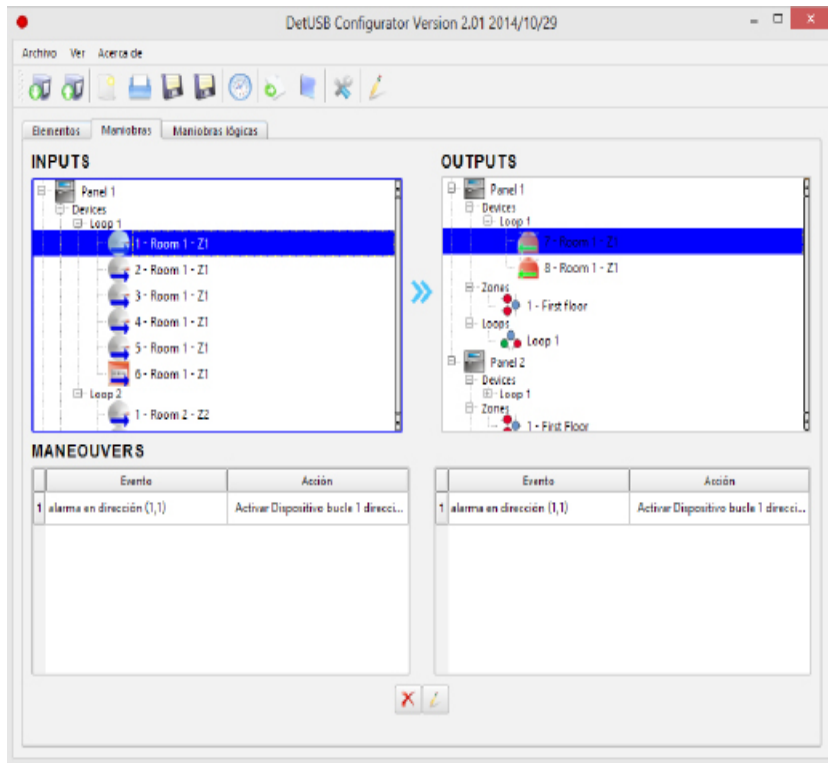 DetUSB Configurator Version 2.01 2014/10/29
Archivo Ver Acerca de
Elementos Maniobras Maniobras lógicas
INPUTS
Panel 1
Devices
Loop 1
1 - Room 1 - Z1
2 - Room 1 - Z1
3 - Room 1 - Z1
4 - Room 1 - Z1
5 - Room 1 - Z1
6 - Room 1 - Z1
Loop 2
1 - Room 2 - Z2
OUTPUTS
Panel 1
Devices
Loop 1
7 - Room 1 - Z1
8 - Room 1 - Z1
Zones
1 - First floor
Loops
Loop 1
Panel 2
Devices
Loop 1
Zones
1 - First Floor
MANEOUVERS
Evento Acción
1 alarma en dirección (1,1) Activar Dispositivo bucle 1 direcci...
Evento Acción
1 alarma en dirección (1,1) Activar Dispositivo bucle 1 direcci...